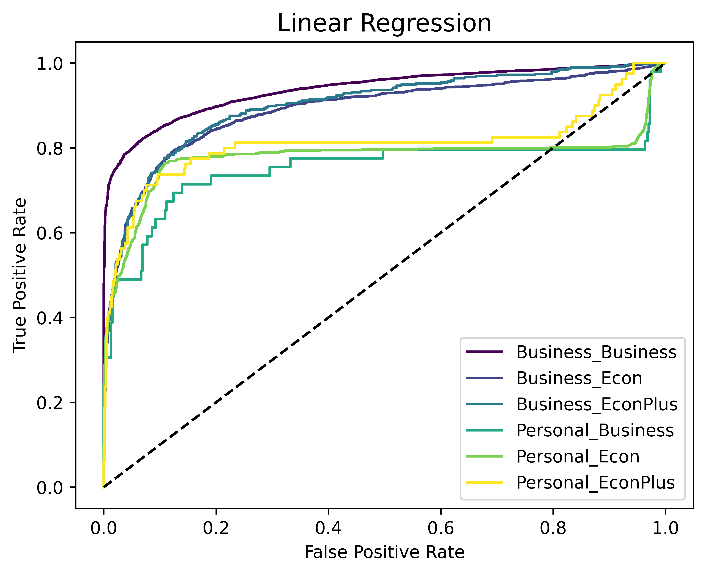 Linear Regression
True Positive Rate
1.0
0.8
0.6
0.4
0.2
0.0
Business_Business
Business_Econ
Business_EconPlus
Personal_Business
Personal_Econ
Personal_EconPlus
0.0 0.2 0.4 0.6 0.8 1.0
False Positive Rate